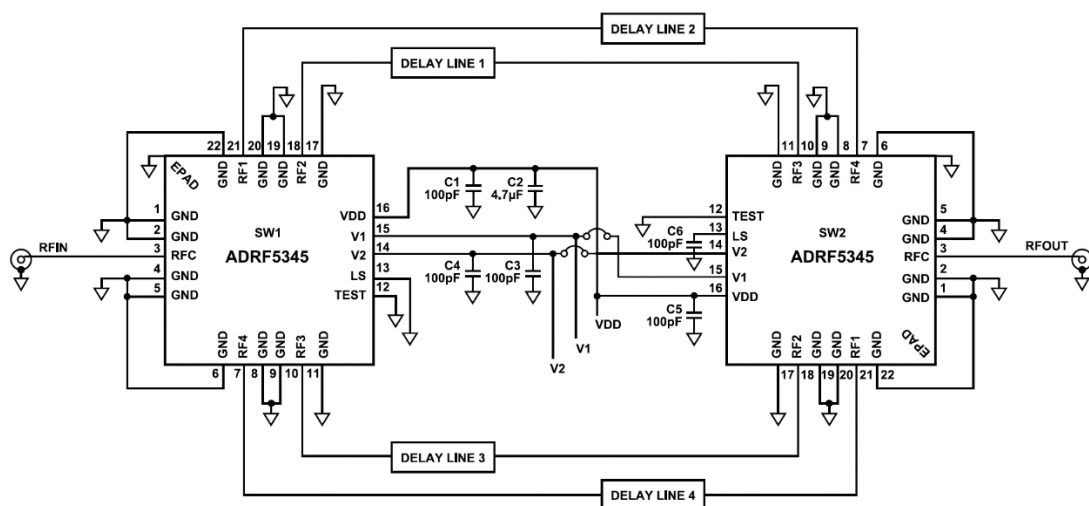 DELAY LINE 2
DELAY LINE 1
22 21 20 19 18 17
GND RF1 GND GND RF2 GND
EPAD
1 GND
2 GND
3 RFC
4 GND
5 GND
RFIN
SW1
ADRF5345
VDD 16
V1 15
V2 14
LS 13
TEST 12
GND RF4 GND GND RF3 GND
6 7 8 9 10 11
C1
100pF
C2
4.7µF
C4
100pF
C3
100pF
C6
100pF
C5
100pF
VDD
V1
V2
11 10 9 8 7 6
GND RF3 GND GND RF4 GND
12 TEST
13 LS
14 V2
15 V1
16 VDD
SW2
ADRF5345
GND 5
GND 4
RFC 3
GND 2
GND 1
RFOUT
EPAD
GND RF2 GND GND RF1 GND
17 18 19 20 21 22
DELAY LINE 3
DELAY LINE 4